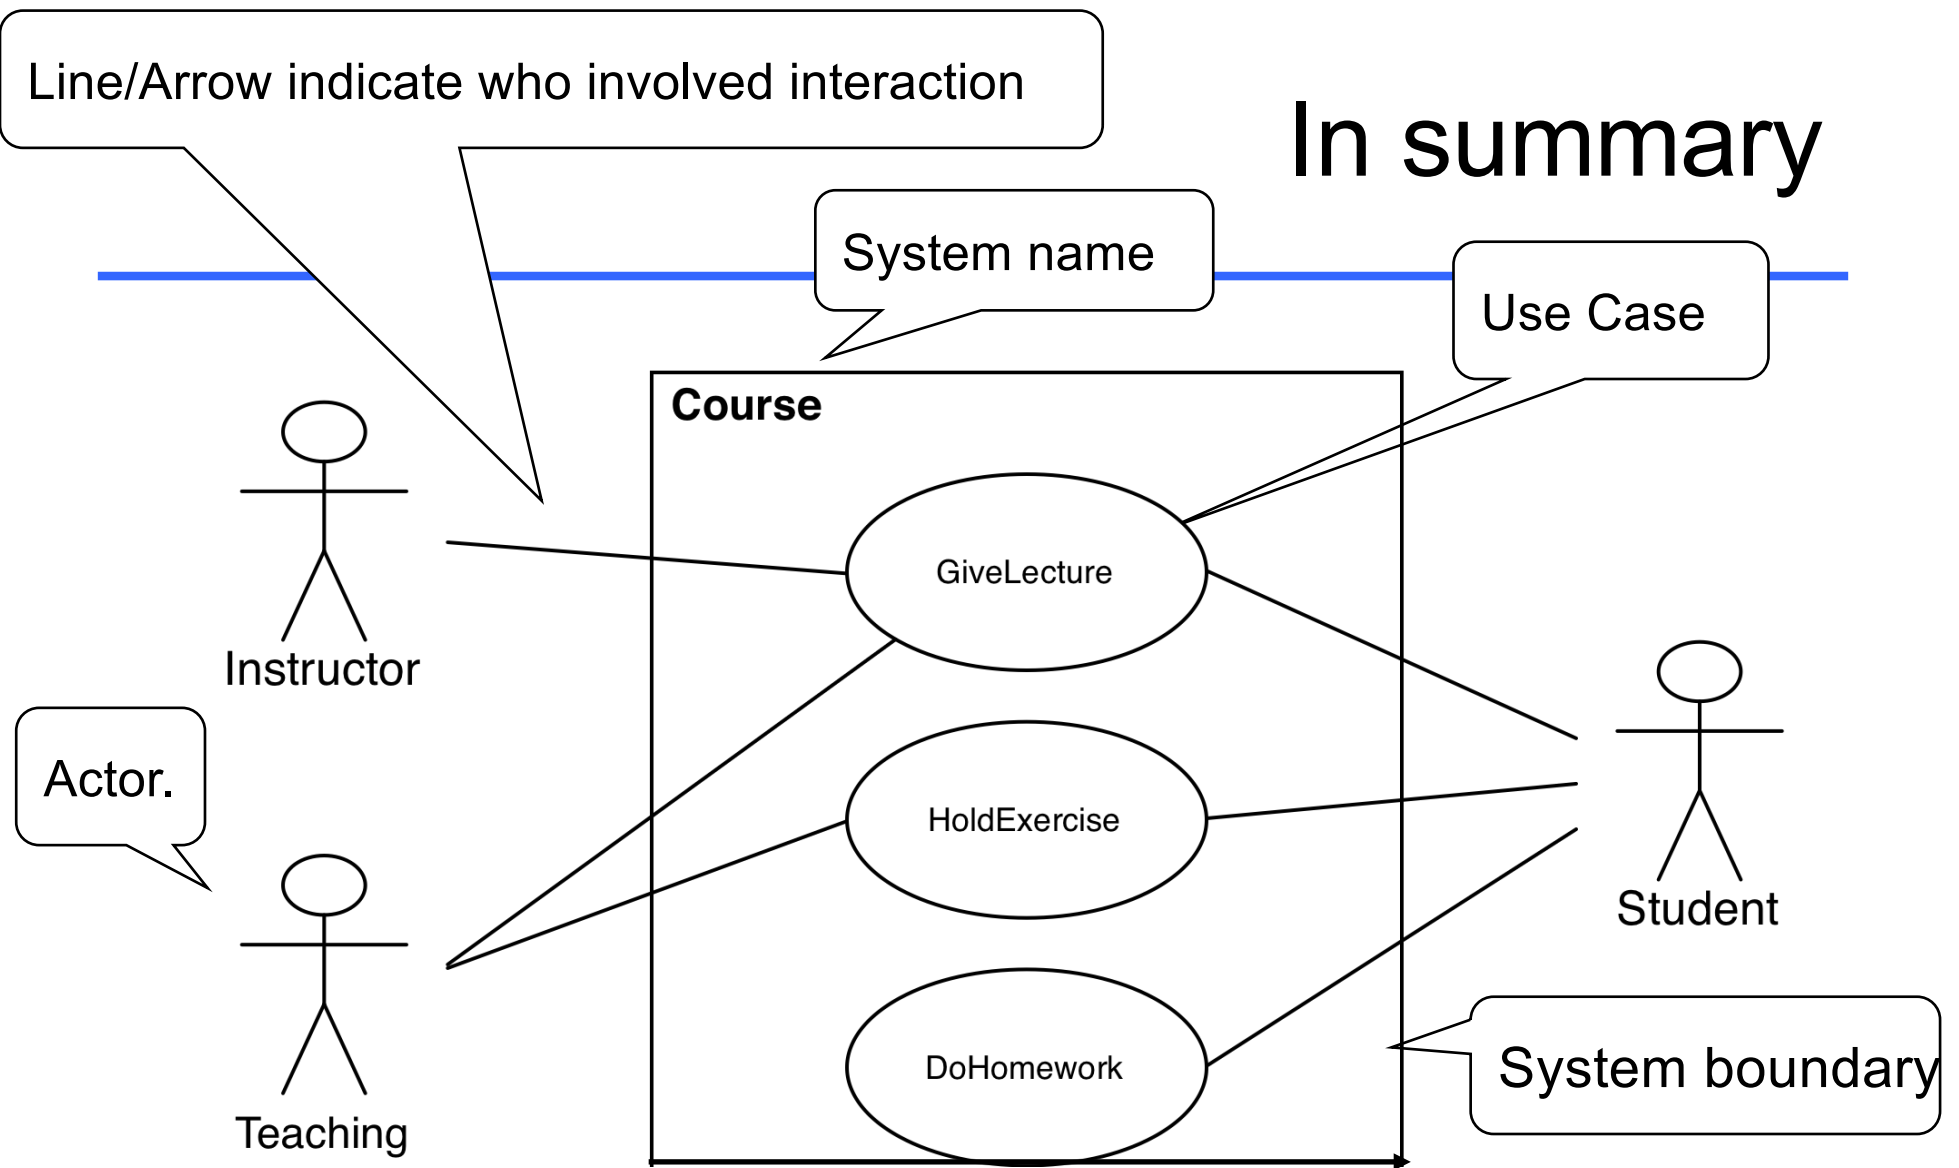 Line/Arrow indicate who involved interaction
In summary
System name
Use Case
Course
GiveLecture
Instructor
Actor.
HoldExercise
Student
DoHomework
System boundary
Teaching